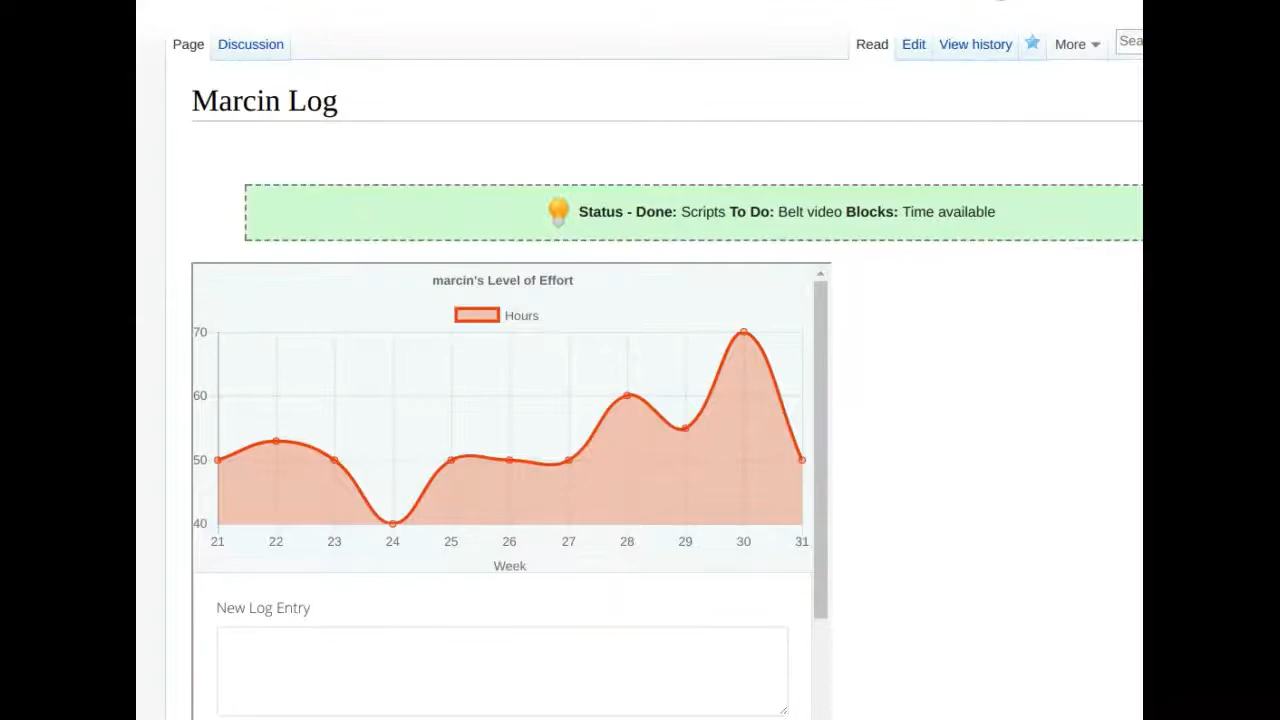 Page Discussion Read Edit View history More Sea
Marcin Log
Status - Done: Scripts To Do: Belt video Blocks: Time available
marcin's Level of Effort
Hours
70
60
50
40
21 22 23 24 25 26 27 28 29 30 31
Week
New Log Entry